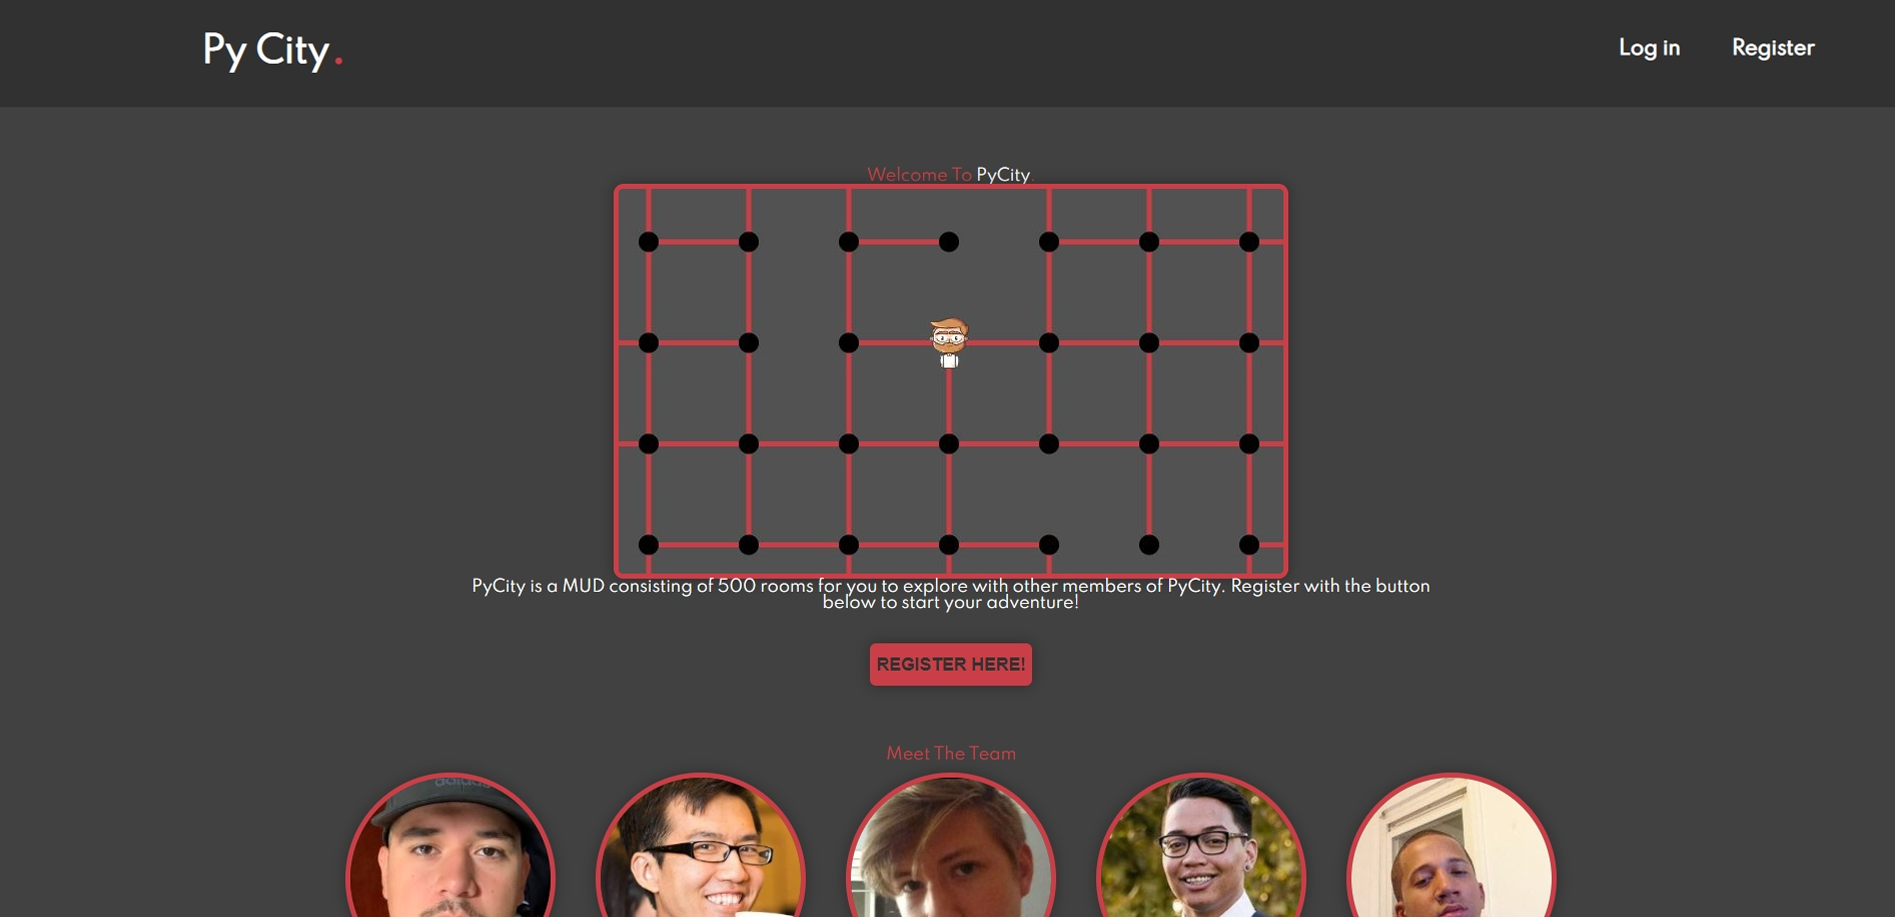 Py City.
Log in
Register
Welcome To PyCity.
PyCity is a MUD consisting of 500 rooms for you to explore with other members of PyCity. Register with the button
below to start your adventure!
REGISTER HERE!
Meet The Team
adidas